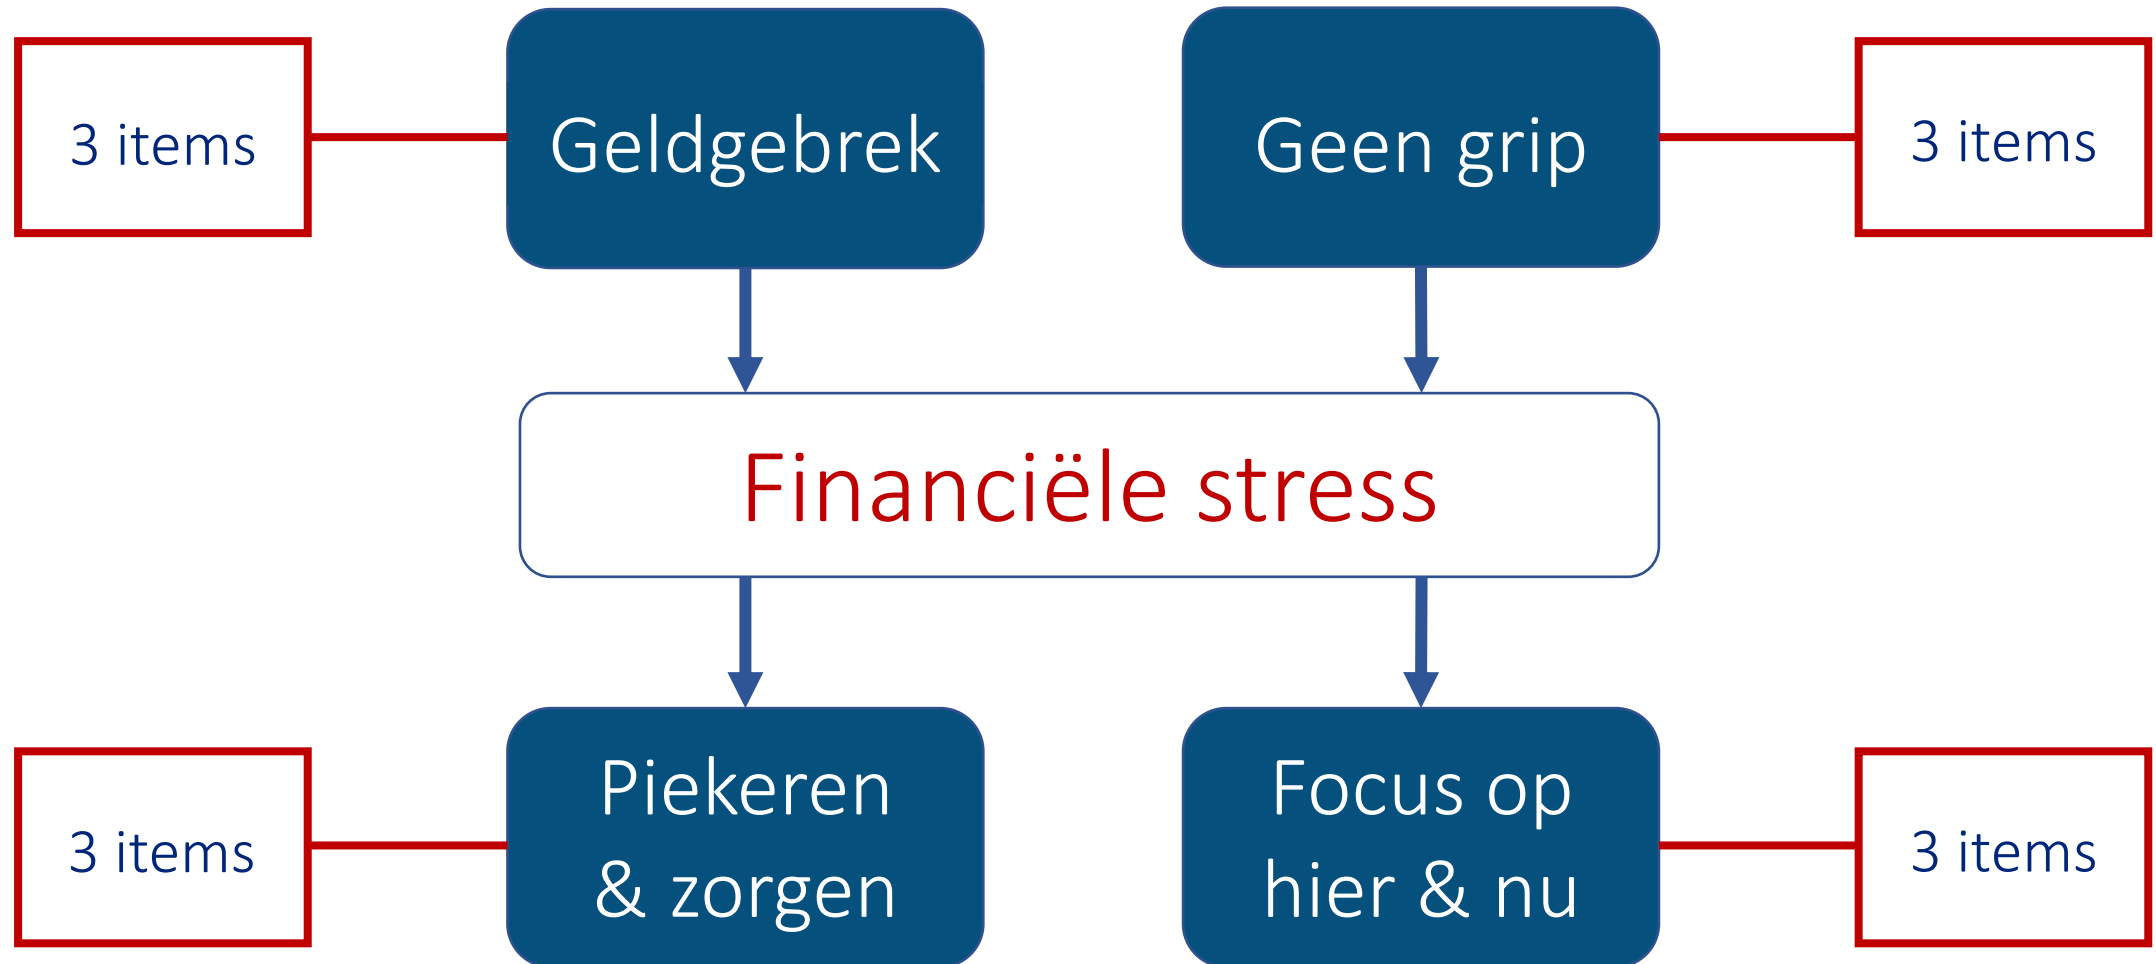 3 items
Geldgebrek
Geen grip
3 items
Financiële stress
3 items
Piekeren
& zorgen
Focus op
hier & nu
3 items